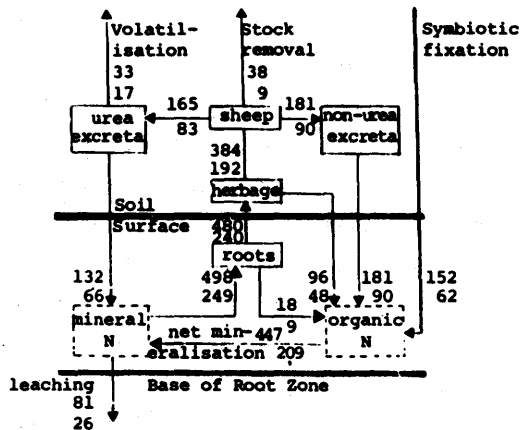 Volatil-
isation
33
17
Stock
removal
38
9
Symbiotic
fixation
urea
excreta
165
83
sheep
181
90
non-urea
excreta
384
192
herbage
Soil
Surface
480
240
roots
132
66
498
249
96
48
181
90
152
62
18
9
mineral
N
net min-
eralisation
447
209
organic
N
leaching
81
26
Base of Root Zone